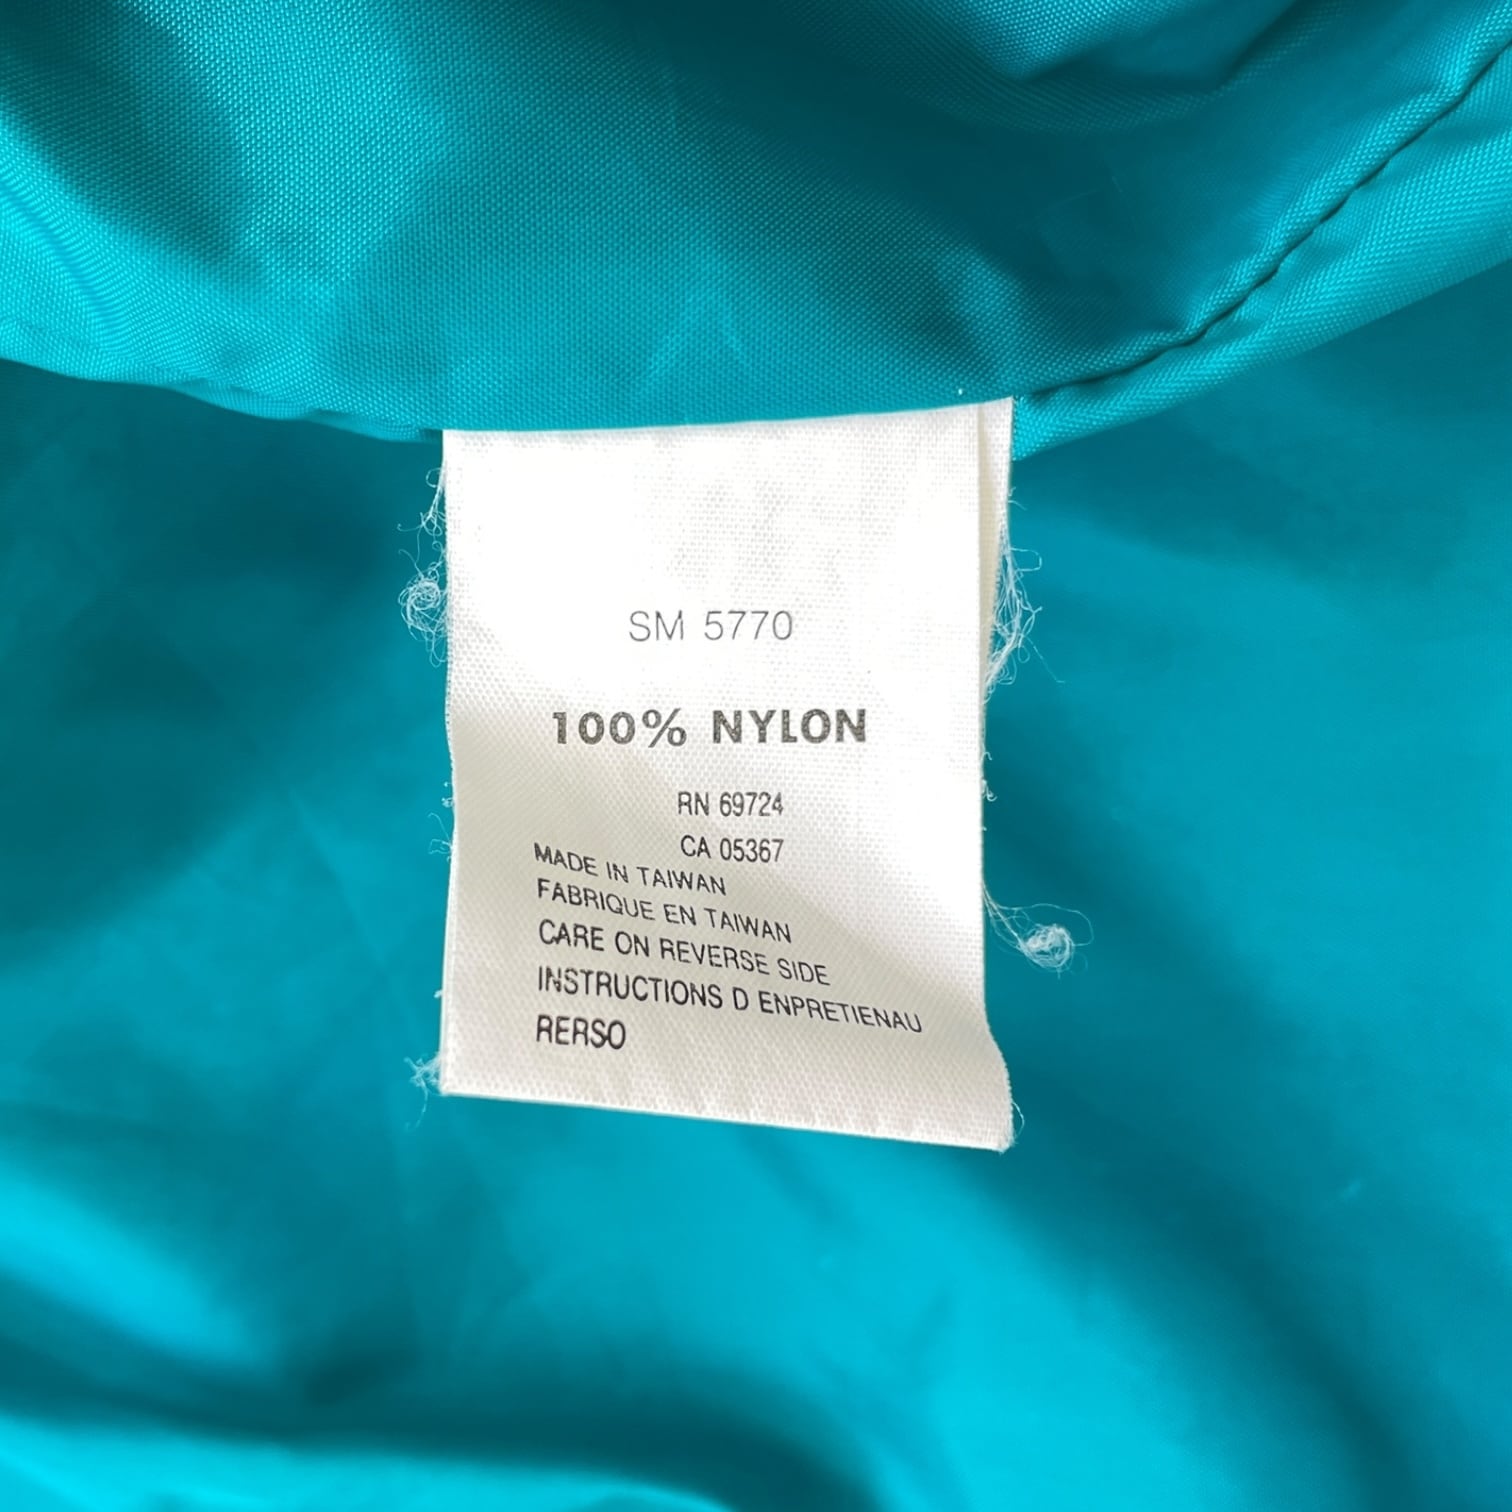 SM 5770
100% NYLON
RN 69724
CA 05367
MADE IN TAIWAN
FABRIQUE EN TAIWAN
CARE ON REVERSE SIDE
INSTRUCTIONS D ENPRETIENAU
RERSO